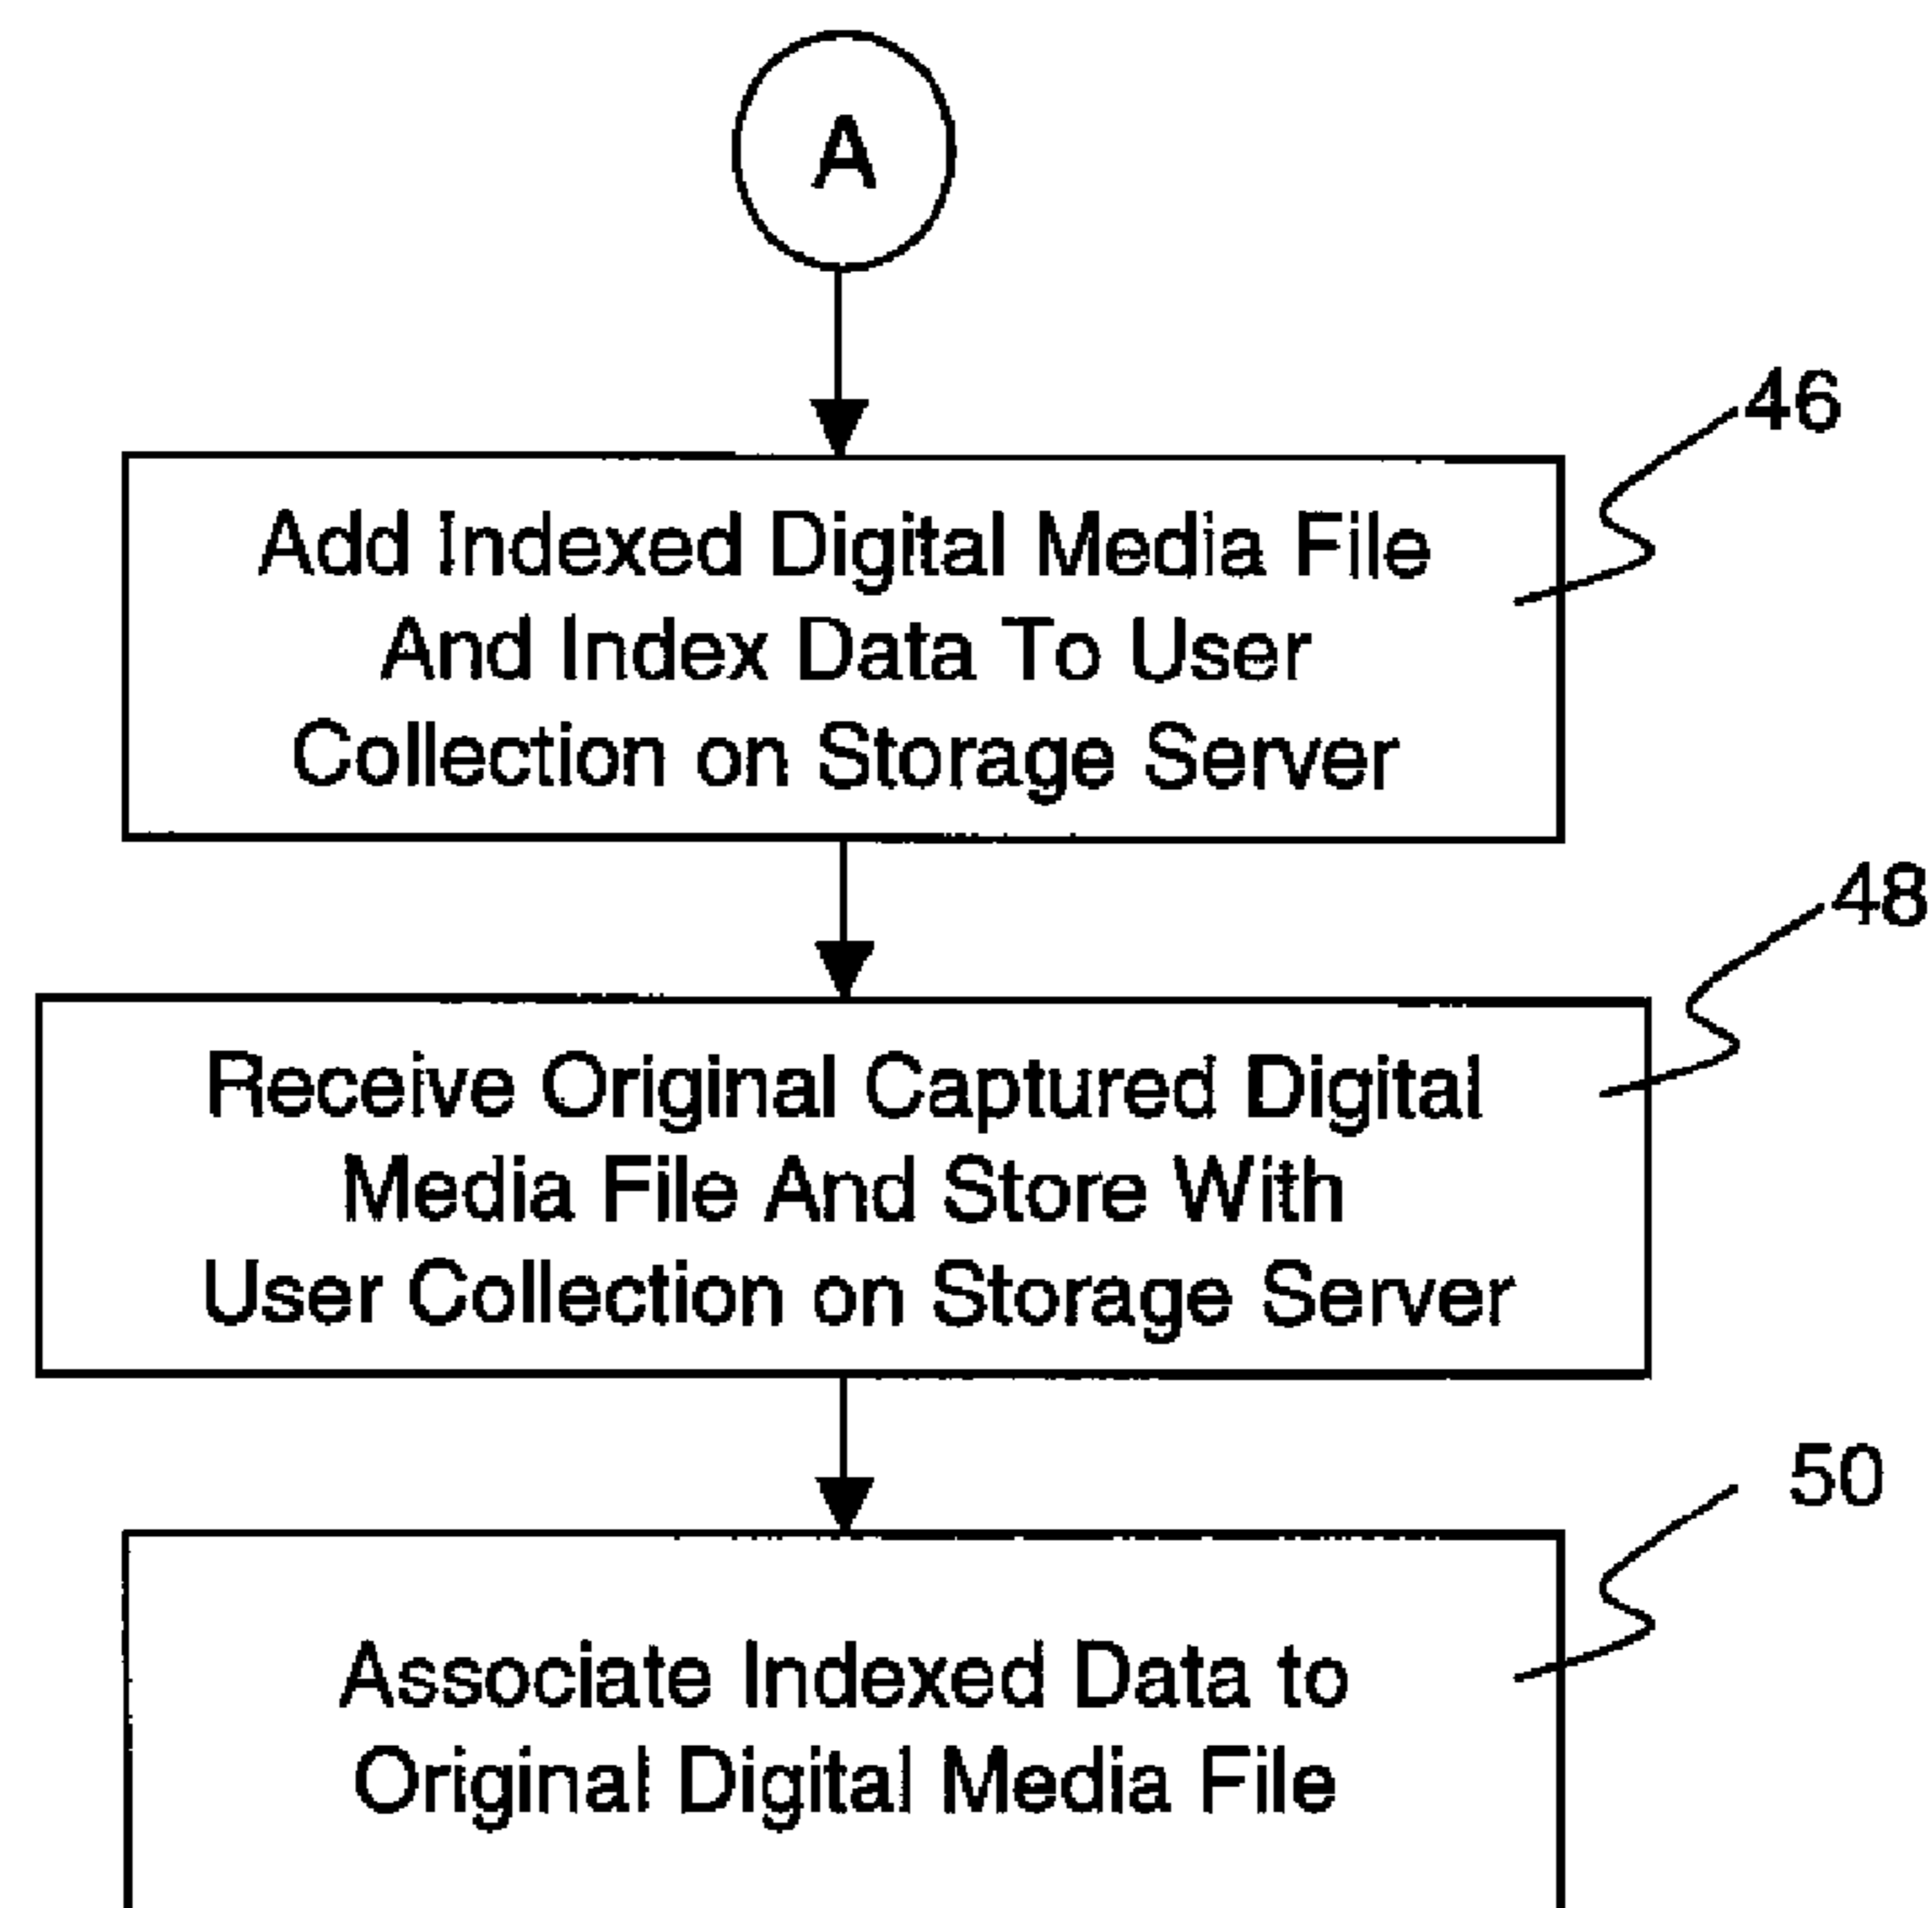 A
46
Add Indexed Digital Media File
And Index Data To User
Collection on Storage Server
48
Receive Original Captured Digital
Media File And Store With
User Collection on Storage Server
50
Associate Indexed Data to
Original Digital Media File